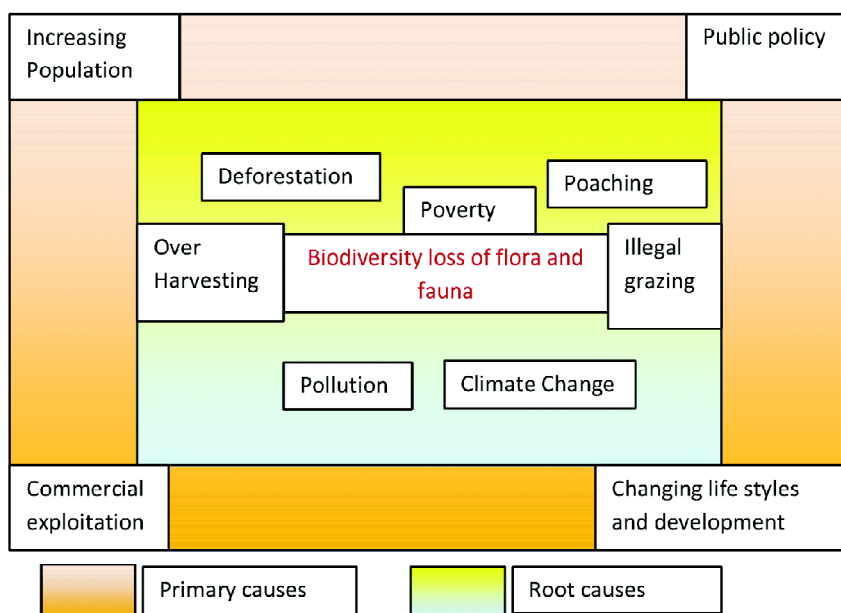 Increasing
Population
Public policy
Deforestation
Poaching
Poverty
Over
Harvesting
Biodiversity loss of flora and
fauna
Illegal
grazing
Pollution
Climate Change
Commercial
exploitation
Changing life styles
and development
Primary causes
Root causes